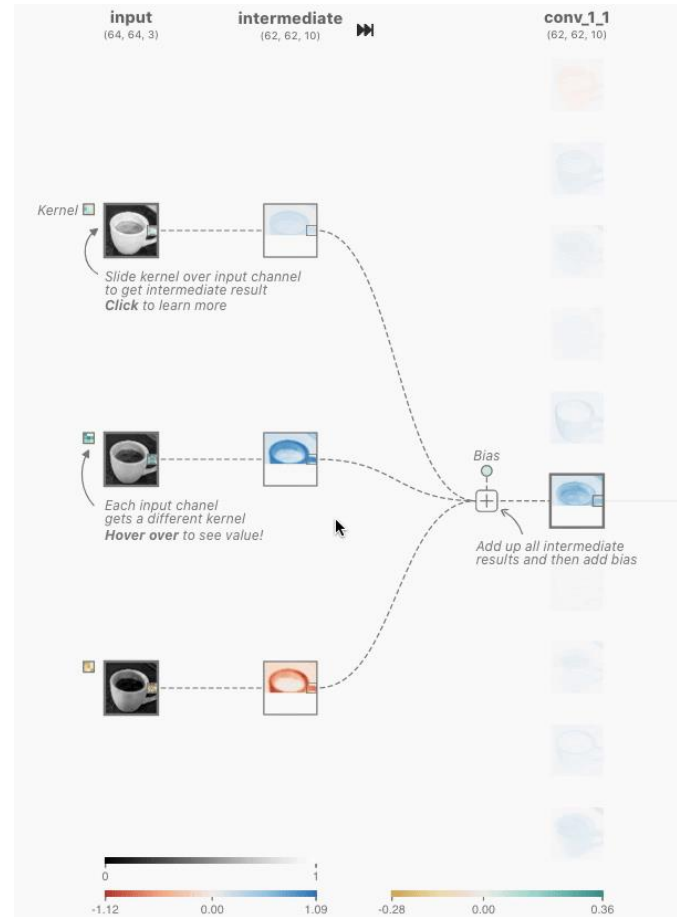 input
(64, 64, 3)
intermediate
(62, 62, 10)
conv_1_1
(62, 62, 10)
Kernel
Slide kernel over input channel
to get intermediate result
Click to learn more
Each input chanel
gets a different kernel
Hover over to see value!
Bias
Add up all intermediate
results and then add bias
0
1
-1.12
0.00
1.09
-0.28
0.00
0.36